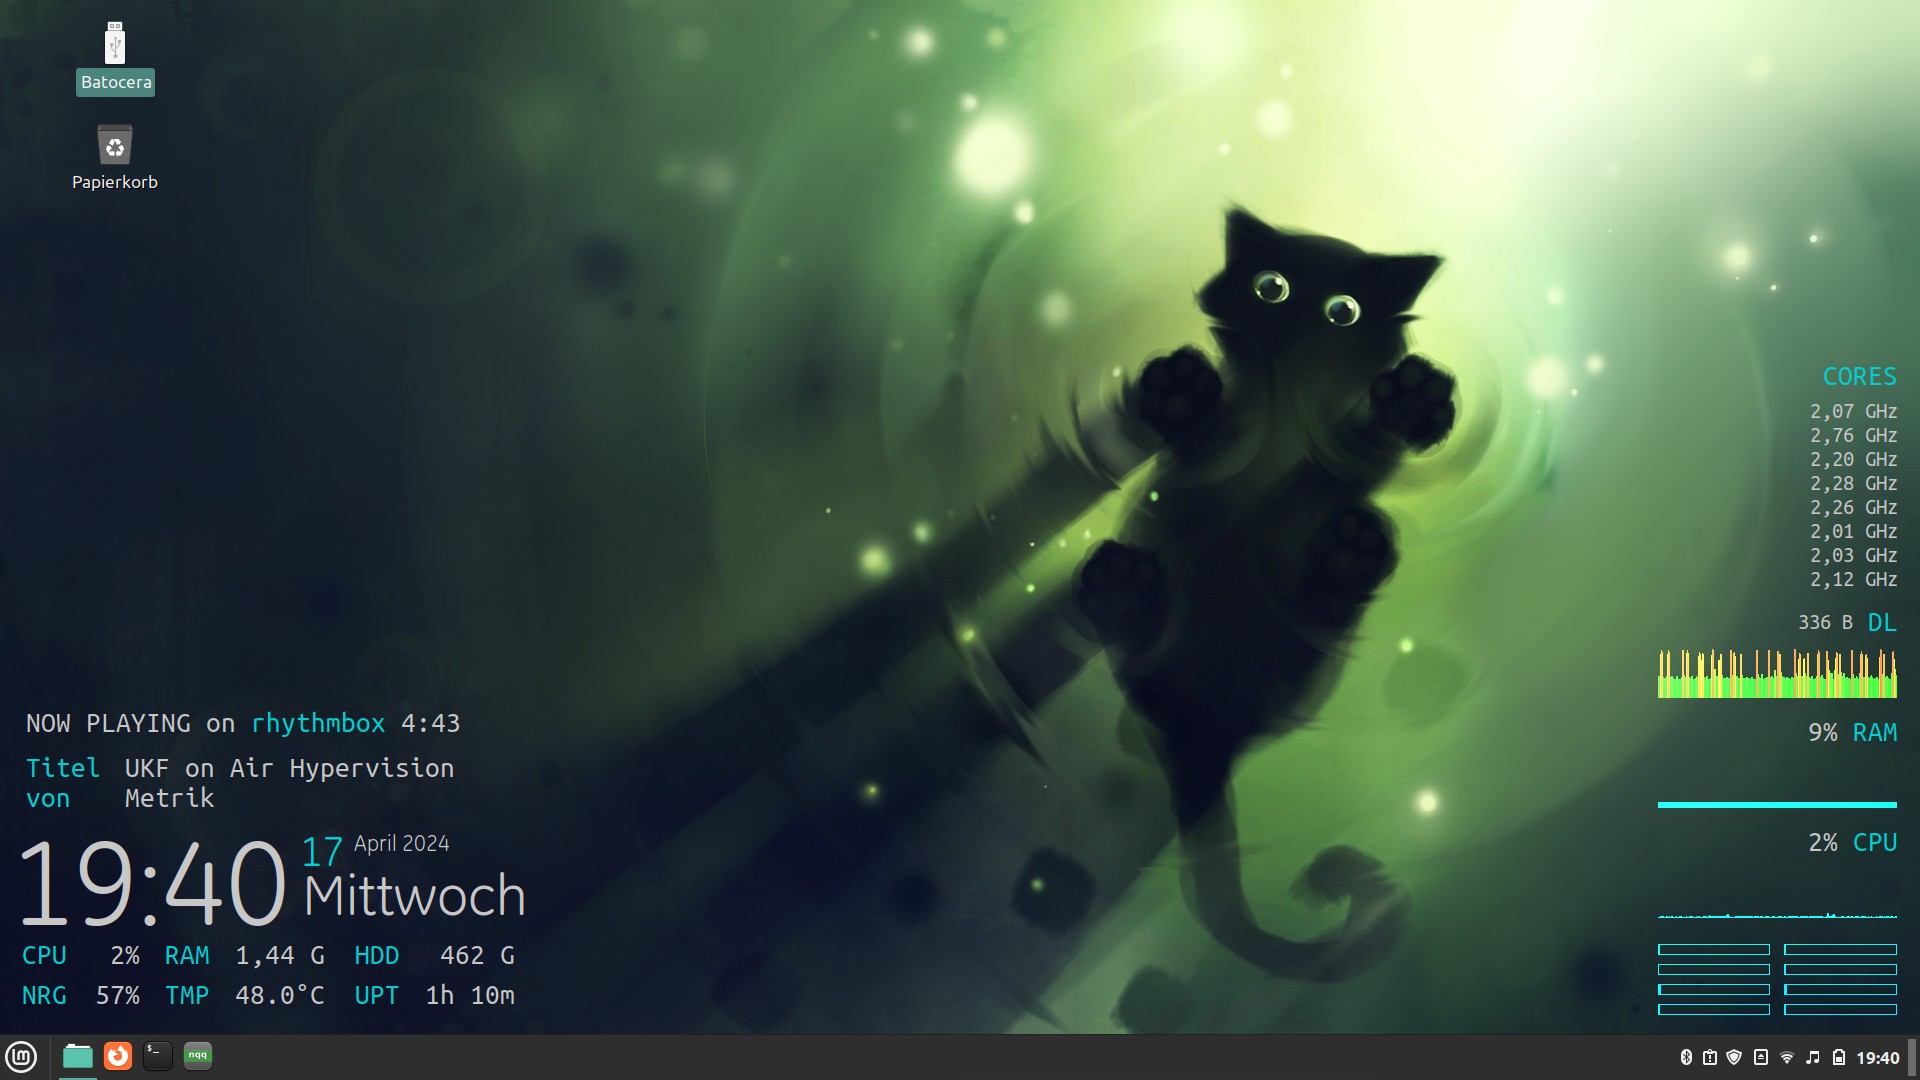 Batocera
Papierkorb
CORES
2,07 GHz
2,76 GHz
2,20 GHz
2,28 GHz
2,26 GHz
2,01 GHz
2,03 GHz
2,12 GHz
336 B DL
9% RAM
2% CPU
NOW PLAYING on rhythmbox 4:43
Titel UKF on Air Hypervision
von Metrik
19:40 17 April 2024
Mittwoch
CPU 2% RAM 1,44 G HDD 462 G
NRG 57% TMP 48.0°C UPT 1h 10m
lm $_ nqq 19:40